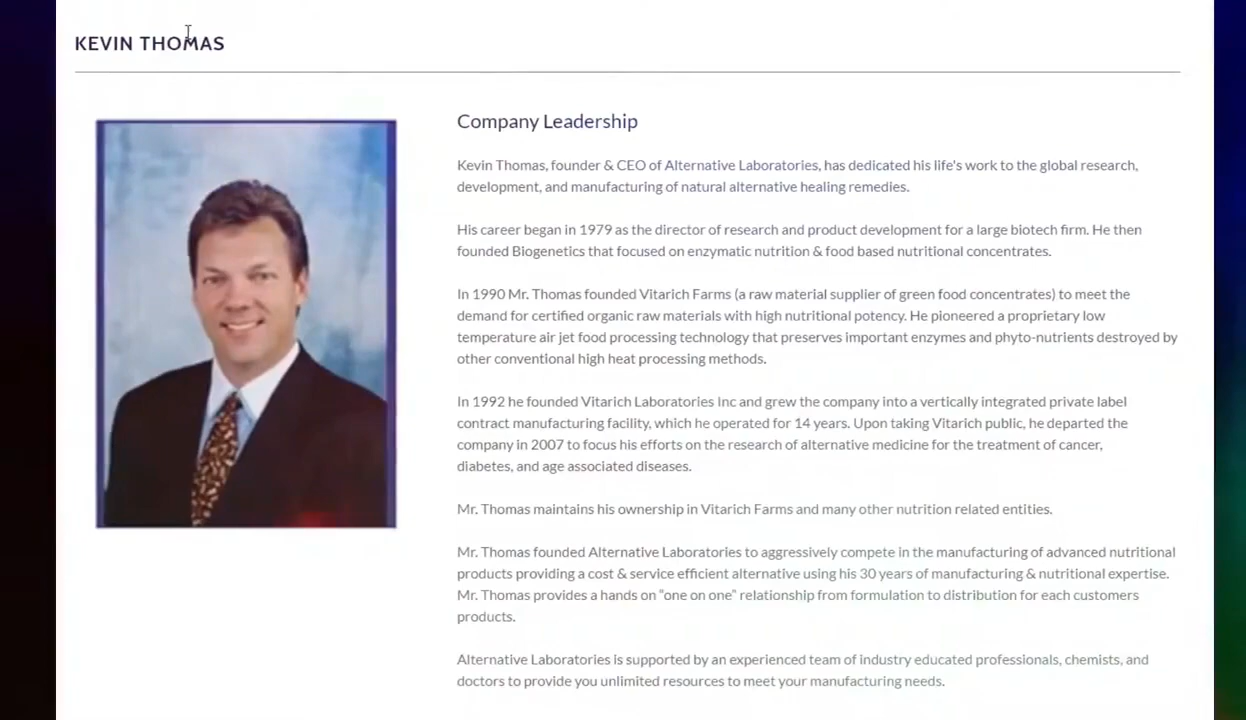 KEVIN THOMAS
Company Leadership
Kevin Thomas, founder & CEO of Alternative Laboratories, has dedicated his life's work to the global research,
development, and manufacturing of natural alternative healing remedies.
His career began in 1979 as the director of research and product development for a large biotech firm. He then
founded Biogenetics that focused on enzymatic nutrition & food based nutritional concentrates.
In 1990 Mr. Thomas founded Vitarich Farms (a raw material supplier of green food concentrates) to meet the
demand for certified organic raw materials with high nutritional potency. He pioneered a proprietary low
temperature air jet food processing technology that preserves important enzymes and phyto-nutrients destroyed by
other conventional high heat processing methods.
In 1992 he founded Vitarich Laboratories Inc and grew the company into a vertically integrated private label
contract manufacturing facility, which he operated for 14 years. Upon taking Vitarich public, he departed the
company in 2007 to focus his efforts on the research of alternative medicine for the treatment of cancer,
diabetes, and age associated diseases.
Mr. Thomas maintains his ownership in Vitarich Farms and many other nutrition related entities.
Mr. Thomas founded Alternative Laboratories to aggressively compete in the manufacturing of advanced nutritional
products providing a cost & service efficient alternative using his 30 years of manufacturing & nutritional expertise.
Mr. Thomas provides a hands on "one on one" relationship from formulation to distribution for each customers
products.
Alternative Laboratories is supported by an experienced team of industry educated professionals, chemists, and
doctors to provide you unlimited resources to meet your manufacturing needs.